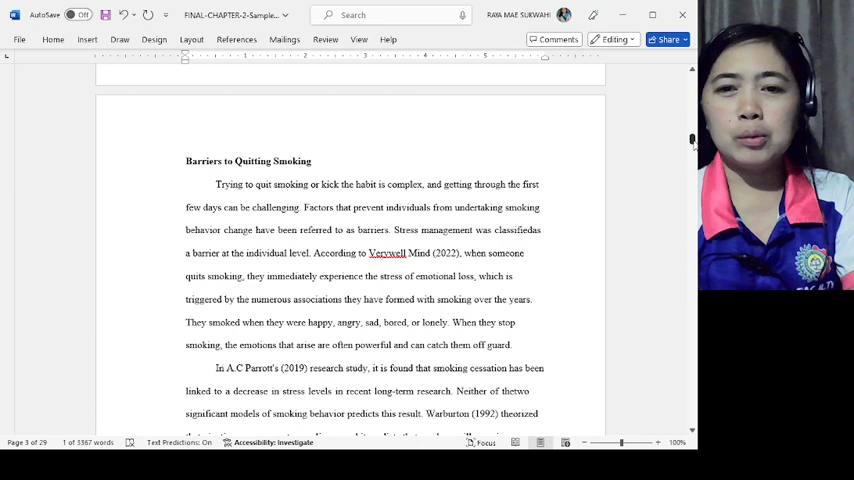 AutoSave Off FINAL-CHAPTER-2-Sample... Search RAYA MAE SUKWAHI
File Home Insert Draw Design Layout References Mailings Review View Help Comments Editing Share
1 2 3 4 5
Barriers to Quitting Smoking
Trying to quit smoking or kick the habit is complex, and getting through the first
few days can be challenging. Factors that prevent individuals from undertaking smoking
behavior change have been referred to as barriers. Stress management was classifiedas
a barrier at the individual level. According to Verywell Mind (2022), when someone
quits smoking, they immediately experience the stress of emotional loss, which is
triggered by the numerous associations they have formed with smoking over the years.
They smoked when they were happy, angry, sad, bored, or lonely. When they stop
smoking, the emotions that arise are often powerful and can catch them off guard.
In A.C Parrott's (2019) research study, it is found that smoking cessation has been
linked to a decrease in stress levels in recent long-term research. Neither of thetwo
significant models of smoking behavior predicts this result. Warburton (1992) theorized
Page 3 of 29 1 of 3367 words Text Predictions: On Accessibility: Investigate Focus 100%